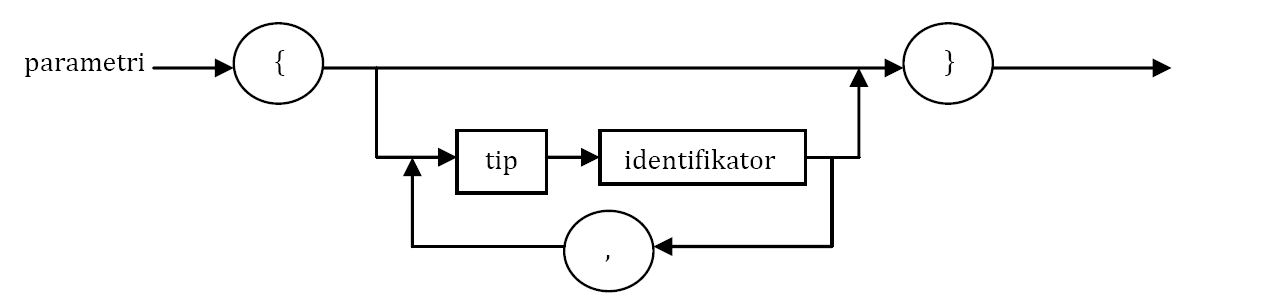 parametri { }
tip identifikator
,